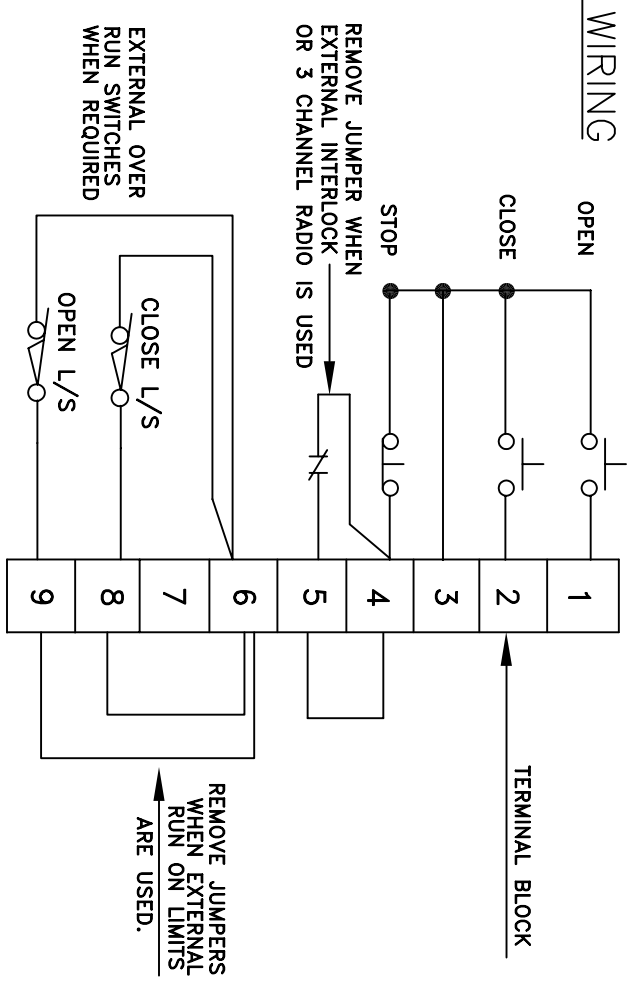 WIRING
OPEN
CLOSE
STOP
REMOVE JUMPER WHEN
EXTERNAL INTERLOCK
OR 3 CHANNEL RADIO IS USED
EXTERNAL OVER
RUN SWITCHES
WHEN REQUIRED
CLOSE L/S
OPEN L/S
1
2
3
4
5
6
7
8
9
TERMINAL BLOCK
REMOVE JUMPERS
WHEN EXTERNAL
RUN ON LIMITS
ARE USED.